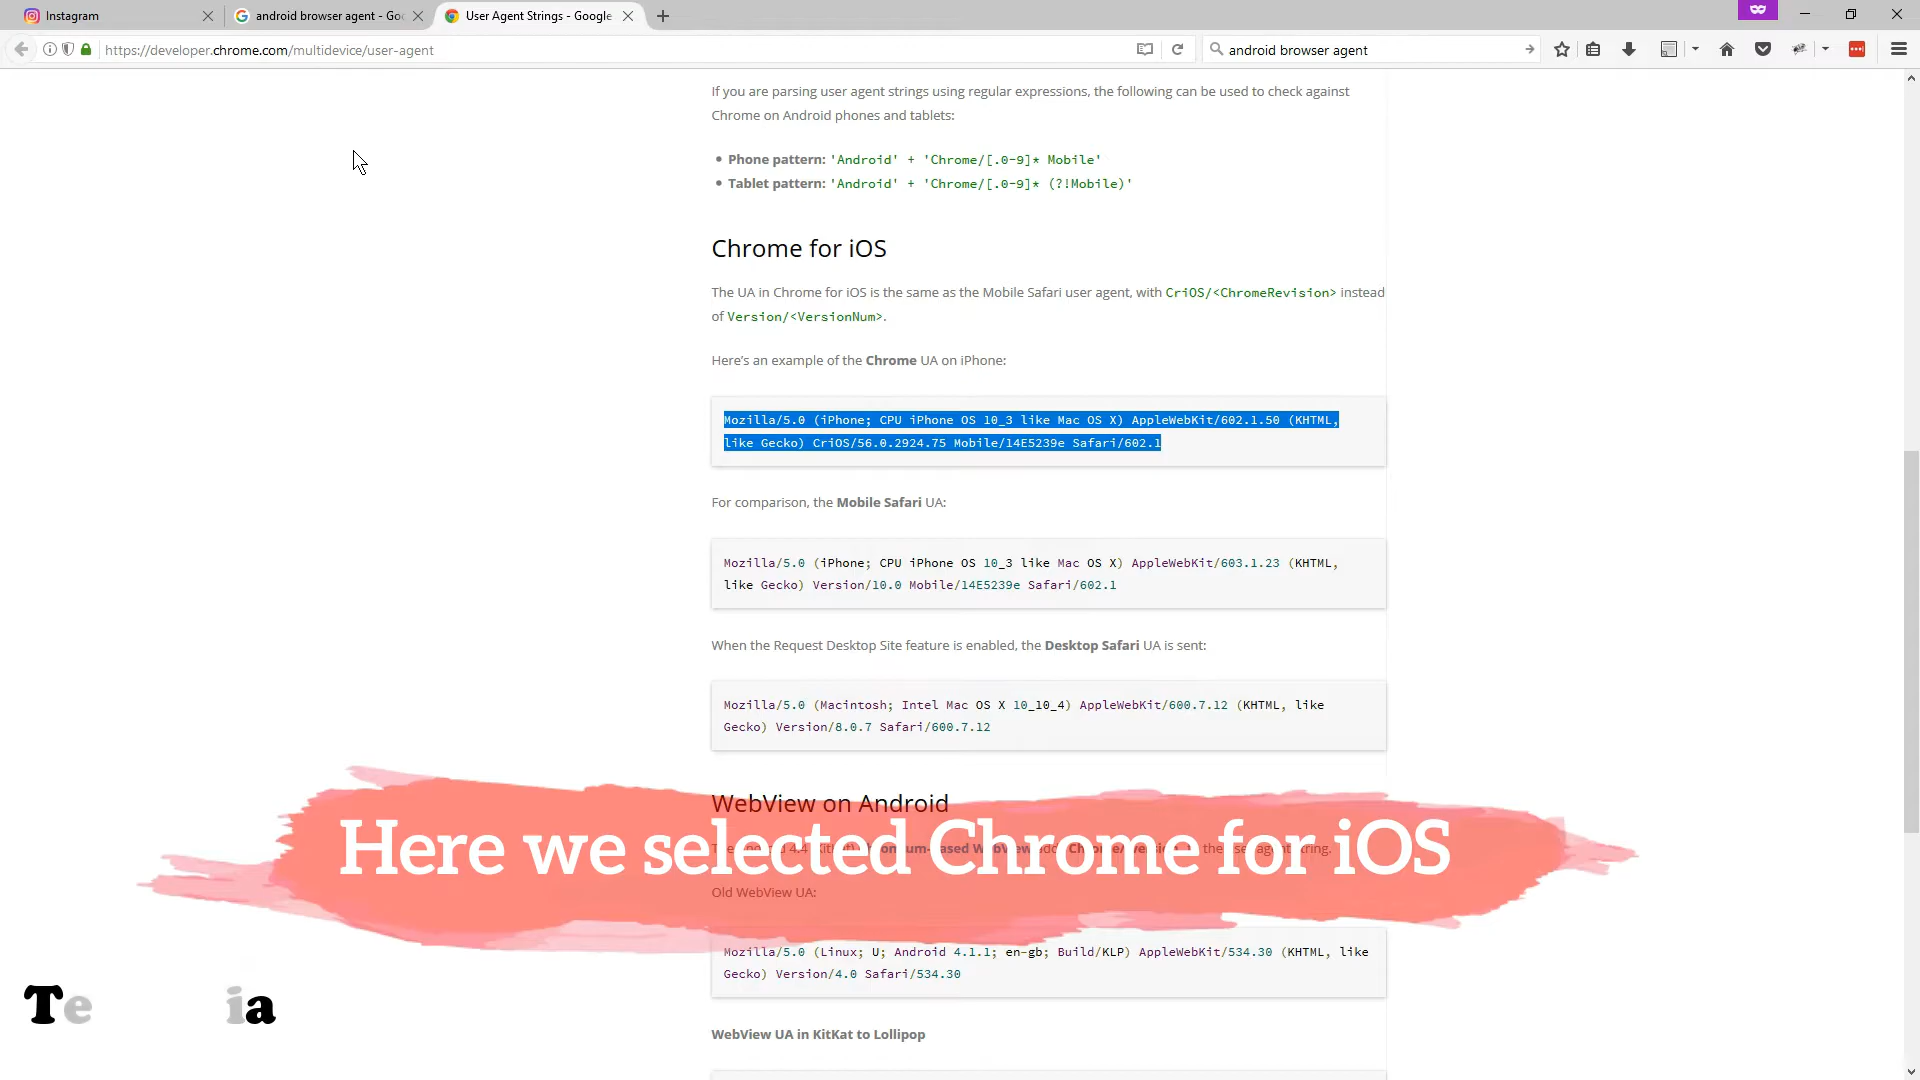 Instagram
android browser agent - Goo
User Agent Strings - Google
https://developer.chrome.com/multidevice/user-agent
android browser agent
If you are parsing user agent strings using regular expressions, the following can be used to check against
Chrome on Android phones and tablets:
• Phone pattern: 'Android' + 'Chrome/[.0-9]* Mobile'
• Tablet pattern: 'Android' + 'Chrome/[.0-9]* (?!Mobile)'
Chrome for iOS
The UA in Chrome for iOS is the same as the Mobile Safari user agent, with CriOS/<ChromeRevision> instead
of Version/<VersionNum>.
Here's an example of the Chrome UA on iPhone:
Mozilla/5.0 (iPhone; CPU iPhone OS 10_3 like Mac OS X) AppleWebKit/602.1.50 (KHTML,
like Gecko) CriOS/56.0.2924.75 Mobile/14E5239e Safari/602.1
For comparison, the Mobile Safari UA:
Mozilla/5.0 (iPhone; CPU iPhone OS 10_3 like Mac OS X) AppleWebKit/603.1.23 (KHTML,
like Gecko) Version/10.0 Mobile/14E5239e Safari/602.1
When the Request Desktop Site feature is enabled, the Desktop Safari UA is sent:
Mozilla/5.0 (Macintosh; Intel Mac OS X 10_10_4) AppleWebKit/600.7.12 (KHTML, like
Gecko) Version/8.0.7 Safari/600.7.12
WebView on Android
Here we selected Chrome for iOS
Old WebView UA:
Mozilla/5.0 (Linux; U; Android 4.1.1; en-gb; Build/KLP) AppleWebKit/534.30 (KHTML, like
Gecko) Version/4.0 Safari/534.30
Te ia
WebView UA in KitKat to Lollipop